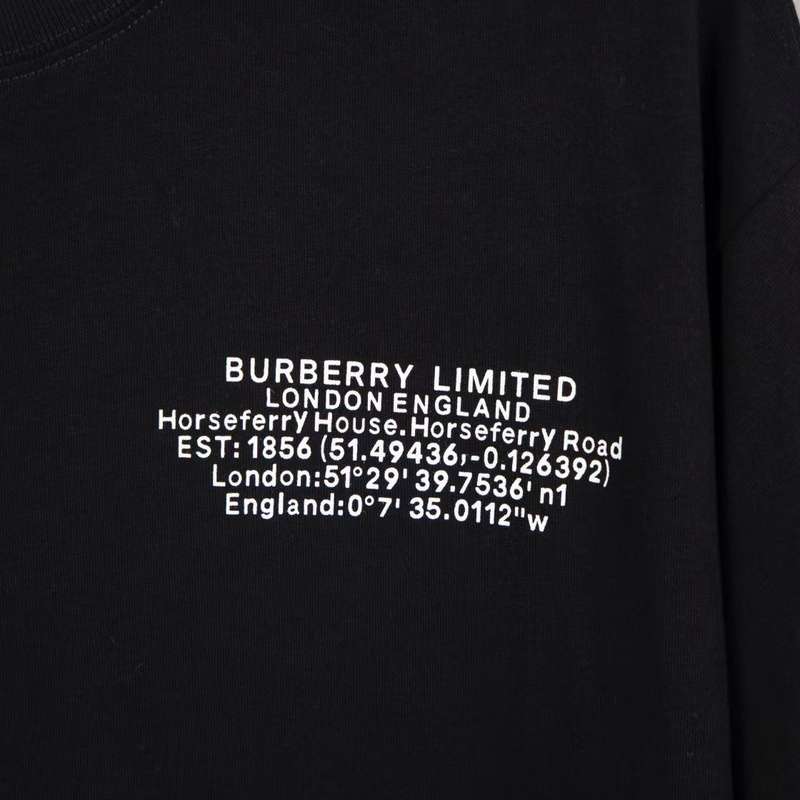 BURBERRY LIMITED
LONDON ENGLAND
Horseferry House.Horseferry Road
EST: 1856 (51.49436,-0.126392)
London:51°29'39.7536'n1
England:0°7'35.0112"w